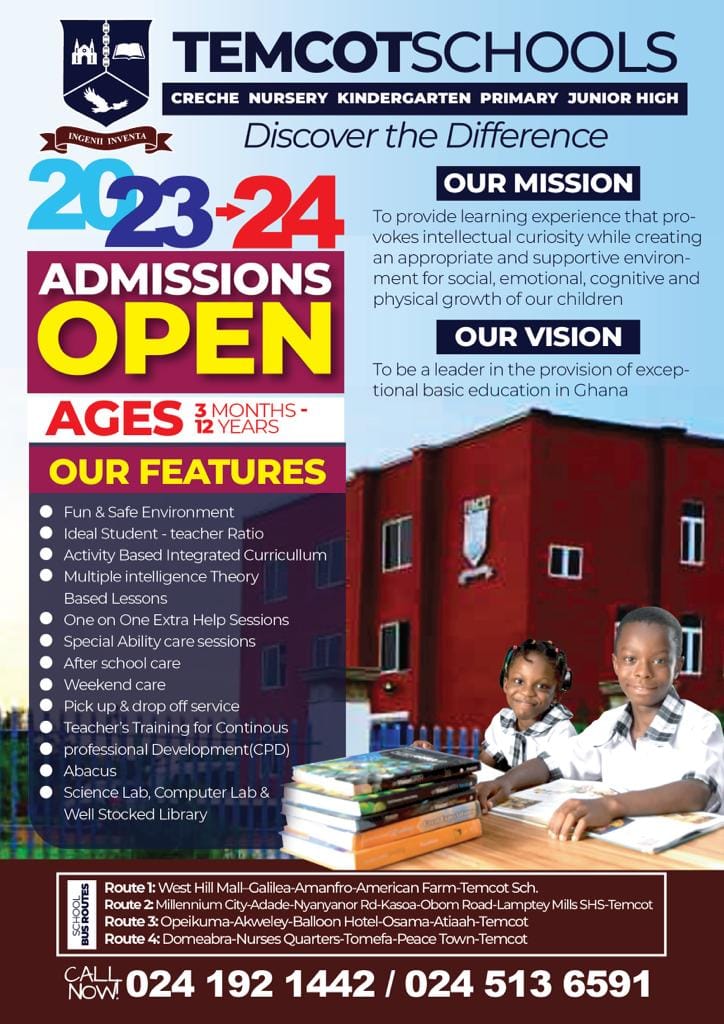 TEMCOTSCHOOLS
CRECHE NURSERY KINDERGARTEN PRIMARY JUNIOR HIGH
INGENII INVENTA
Discover the Difference
2023-24
ADMISSIONS
OPEN
AGES 3 MONTHS -
12 YEARS
OUR MISSION
To provide learning experience that pro-
vokes intellectual curiosity while creating
an appropriate and supportive environ-
ment for social, emotional, cognitive and
physical growth of our children
OUR VISION
To be a leader in the provision of excep-
tional basic education in Ghana
OUR FEATURES
Fun & Safe Environment
Ideal Student - teacher Ratio
Activity Based Integrated Curricullum
Multiple intelligence Theory
Based Lessons
One on One Extra Help Sessions
Special Ability care sessions
After school care
Weekend care
Pick up & drop off service
Teacher's Training for Continous
professional Development(CPD)
Abacus
Science Lab, Computer Lab &
Well Stocked Library
SCHOOL
BUS ROUTES
Route 1: West Hill Mall-Galilea-Amanfro-American Farm-Temcot Sch.
Route 2: Millennium City-Adade-Nyanyanor Rd-Kasoa-Obom Road-Lamptey Mills SHS-Temcot
Route 3: Opeikuma-Akweley-Balloon Hotel-Osama-Atiaah-Temcot
Route 4: Domeabra-Nurses Quarters-Tomefa-Peace Town-Temcot
CALL
NOW! 024 192 1442 / 024 513 6591